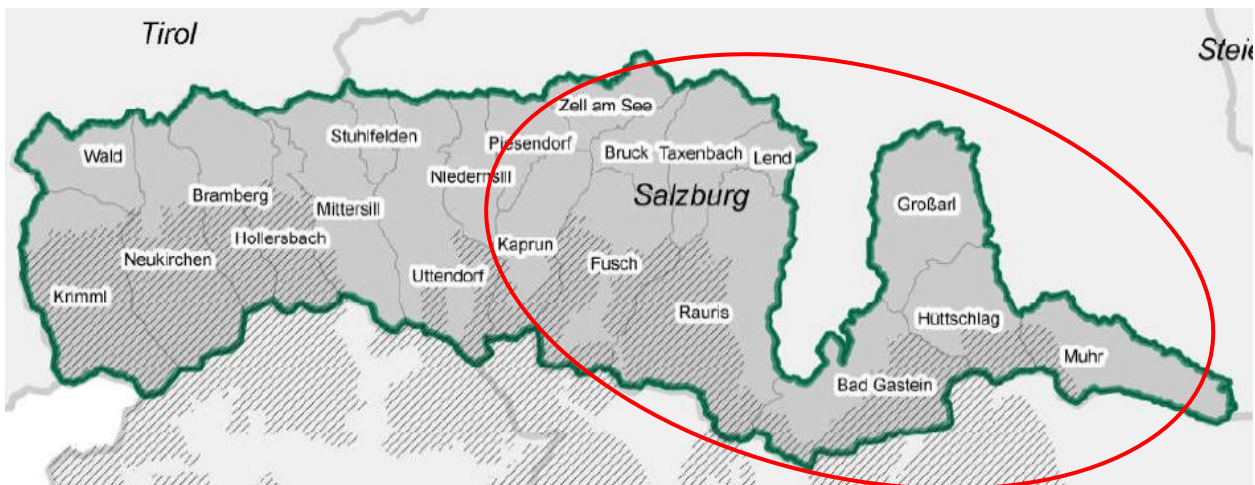 Tirol
Steie
Zell am See
Wald
Stuhlfelden
Piesendorf
Bruck
Taxenbach
Lend
Niedernsill
Bramberg
Mittersill
Salzburg
Großarl
Hollersbach
Neukirchen
Kaprun
Fusch
Uttendorf
Krimml
Rauris
Hüttschlag
Muhr
Bad Gastein